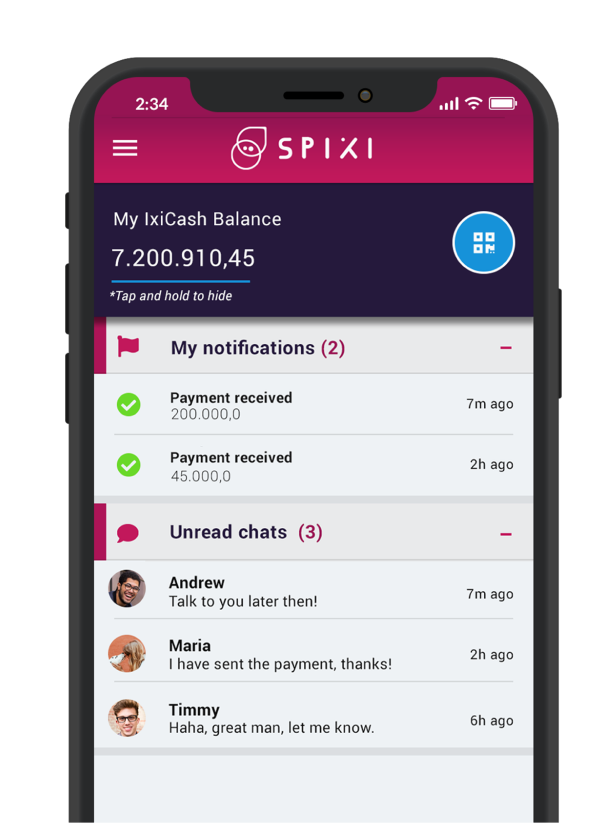 2:34
SPIXI
My IxiCash Balance
7.200.910,45
*Tap and hold to hide
My notifications (2)
Payment received
7m ago
200.000,0
Payment received
2h ago
45.000,0
Unread chats (3)
Andrew
7m ago
Talk to you later then!
Maria
2h ago
I have sent the payment, thanks!
Timmy
6h ago
Haha, great man, let me know.